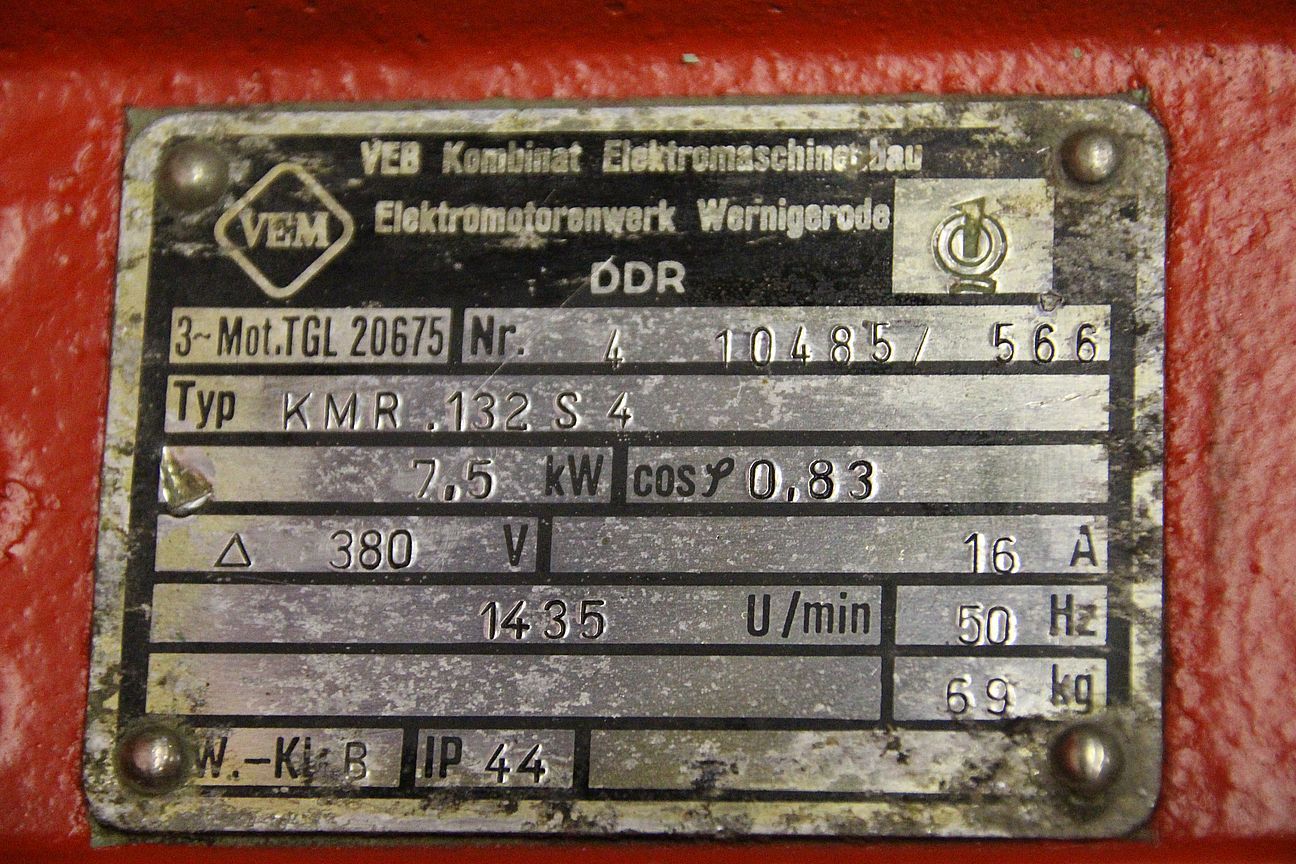 VEB Kombinat Elektromaschinenbau
VEM
Elektromotorenwerk Wernigerode
DDR
3~ Mot. TGL 20675 Nr. 4 10485/ 566
Typ KMR .132 S 4
7,5 kW cos φ 0,83
△ 380 V 16 A
1435 U/min 50 Hz
69 kg
W.-Kl B IP 44